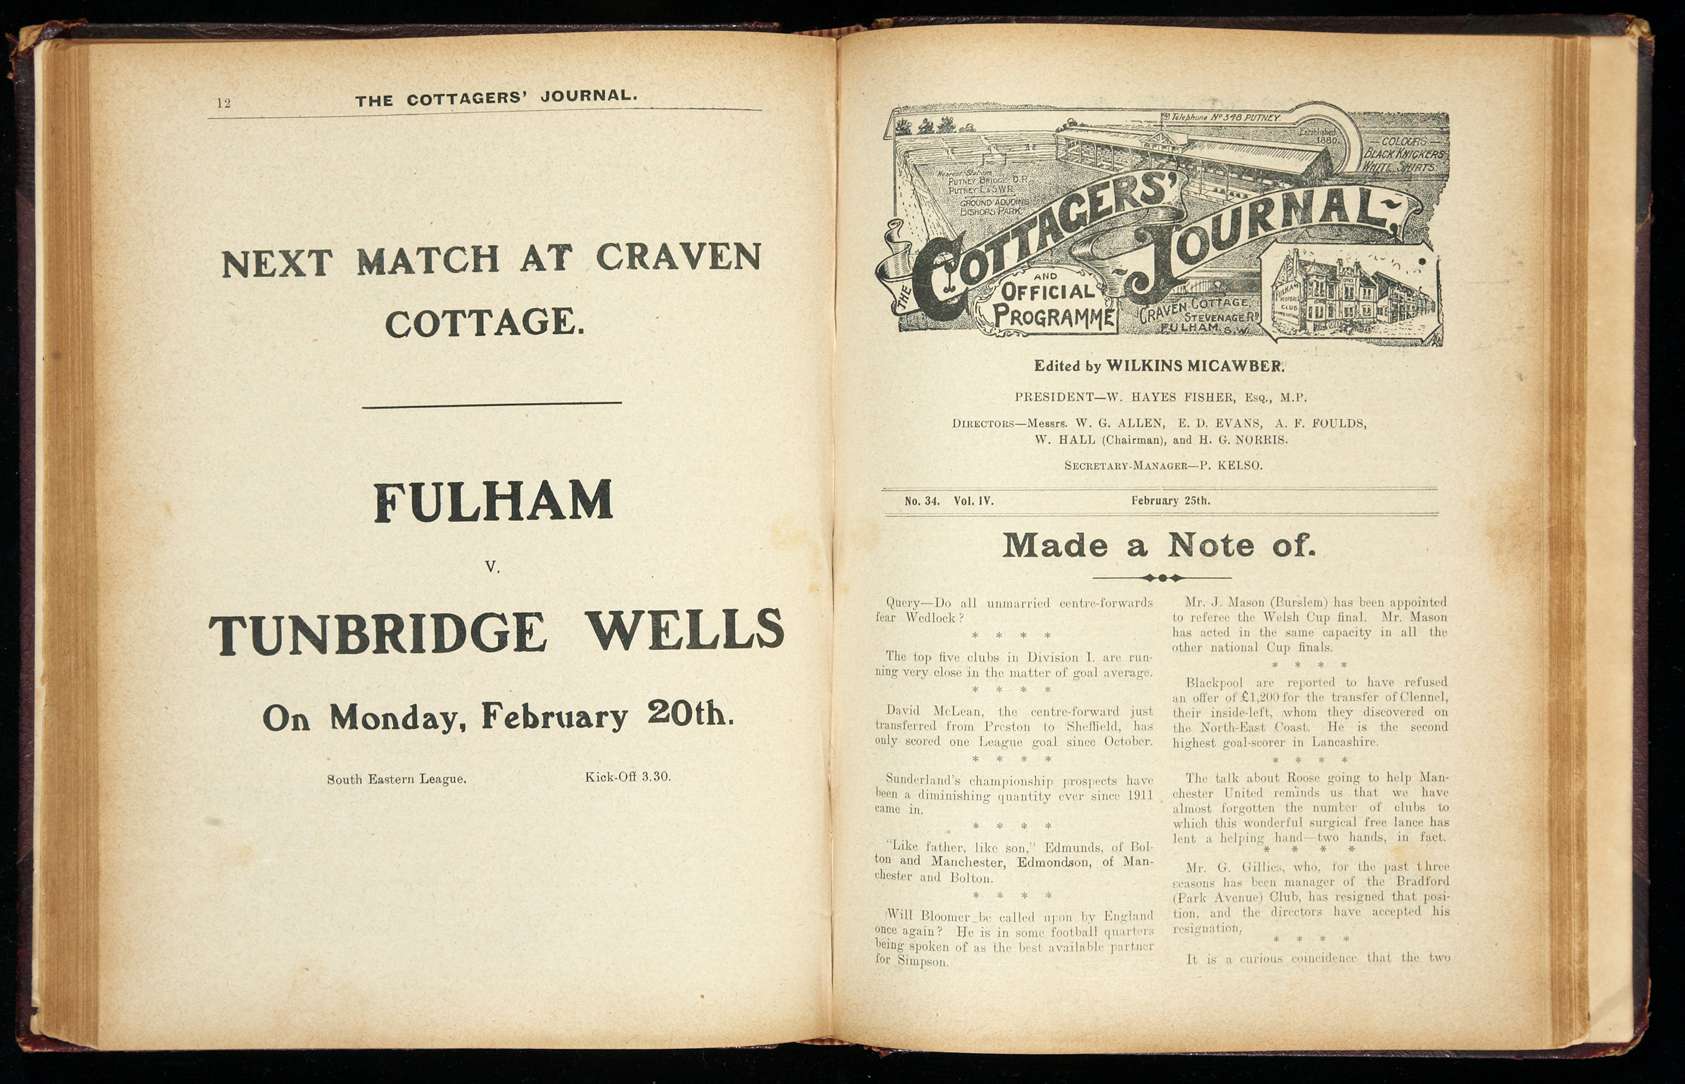 12
THE COTTAGERS' JOURNAL.
NEXT MATCH AT CRAVEN
COTTAGE.
FULHAM
V.
TUNBRIDGE WELLS
On Monday, February 20th.
South Eastern League. Kick-Off 3.30.
Telephone No 348 PUTNEY.
Established 1880.
COLOURS
BLACK KNICKERS
WHITE SHIRTS.
Nearest Station
PUTNEY BRIDGE D.R.
PUTNEY L&SWR.
GROUND ADJOINS
BISHOPS PARK.
THE COTTAGERS' JOURNAL,
AND
OFFICIAL
PROGRAMME
CRAVEN COTTAGE,
STEVENAGE RD
FULHAM, S.W.
FULHAM
CLUB
Edited by WILKINS MICAWBER.
PRESIDENT—W. HAYES FISHER, Esq., M.P.
DIRECTORS—Messrs. W. G. ALLEN, E. D. EVANS, A. F. FOULDS,
W. HALL (Chairman), and H. G. NORRIS.
SECRETARY-MANAGER—P. KELSO.
No. 34. Vol. IV. February 25th.
Made a Note of.
Query—Do all unmarried centre-forwards
fear Wedlock?
* * * *
The top five clubs in Division I. are run-
ning very close in the matter of goal average.
* * * *
David McLean, the centre-forward just
transferred from Preston to Sheffield, has
only scored one League goal since October.
* * * *
Sunderland's championship prospects have
been a diminishing quantity ever since 1911
came in.
* * * *
"Like father, like son," Edmunds, of Bol-
ton and Manchester, Edmondson, of Man-
chester and Bolton.
* * * *
Will Bloomer be called upon by England
once again? He is in some football quarters
being spoken of as the best available partner
for Simpson.
Mr. J. Mason (Burslem) has been appointed
to referee the Welsh Cup final. Mr. Mason
has acted in the same capacity in all the
other national Cup finals.
* * * *
Blackpool are reported to have refused
an offer of £1,200 for the transfer of Clennel,
their inside-left, whom they discovered on
the North-East Coast. He is the second
highest goal-scorer in Lancashire.
* * * *
The talk about Roose going to help Man-
chester United reminds us that we have
almost forgotten the number of clubs to
which this wonderful surgical free lance has
lent a helping hand—two hands, in fact.
* * * *
Mr. G. Gillies, who, for the past three
seasons has been manager of the Bradford
(Park Avenue) Club, has resigned that posi-
tion, and the directors have accepted his
resignation.
* * * *
It is a curious coincidence that the two